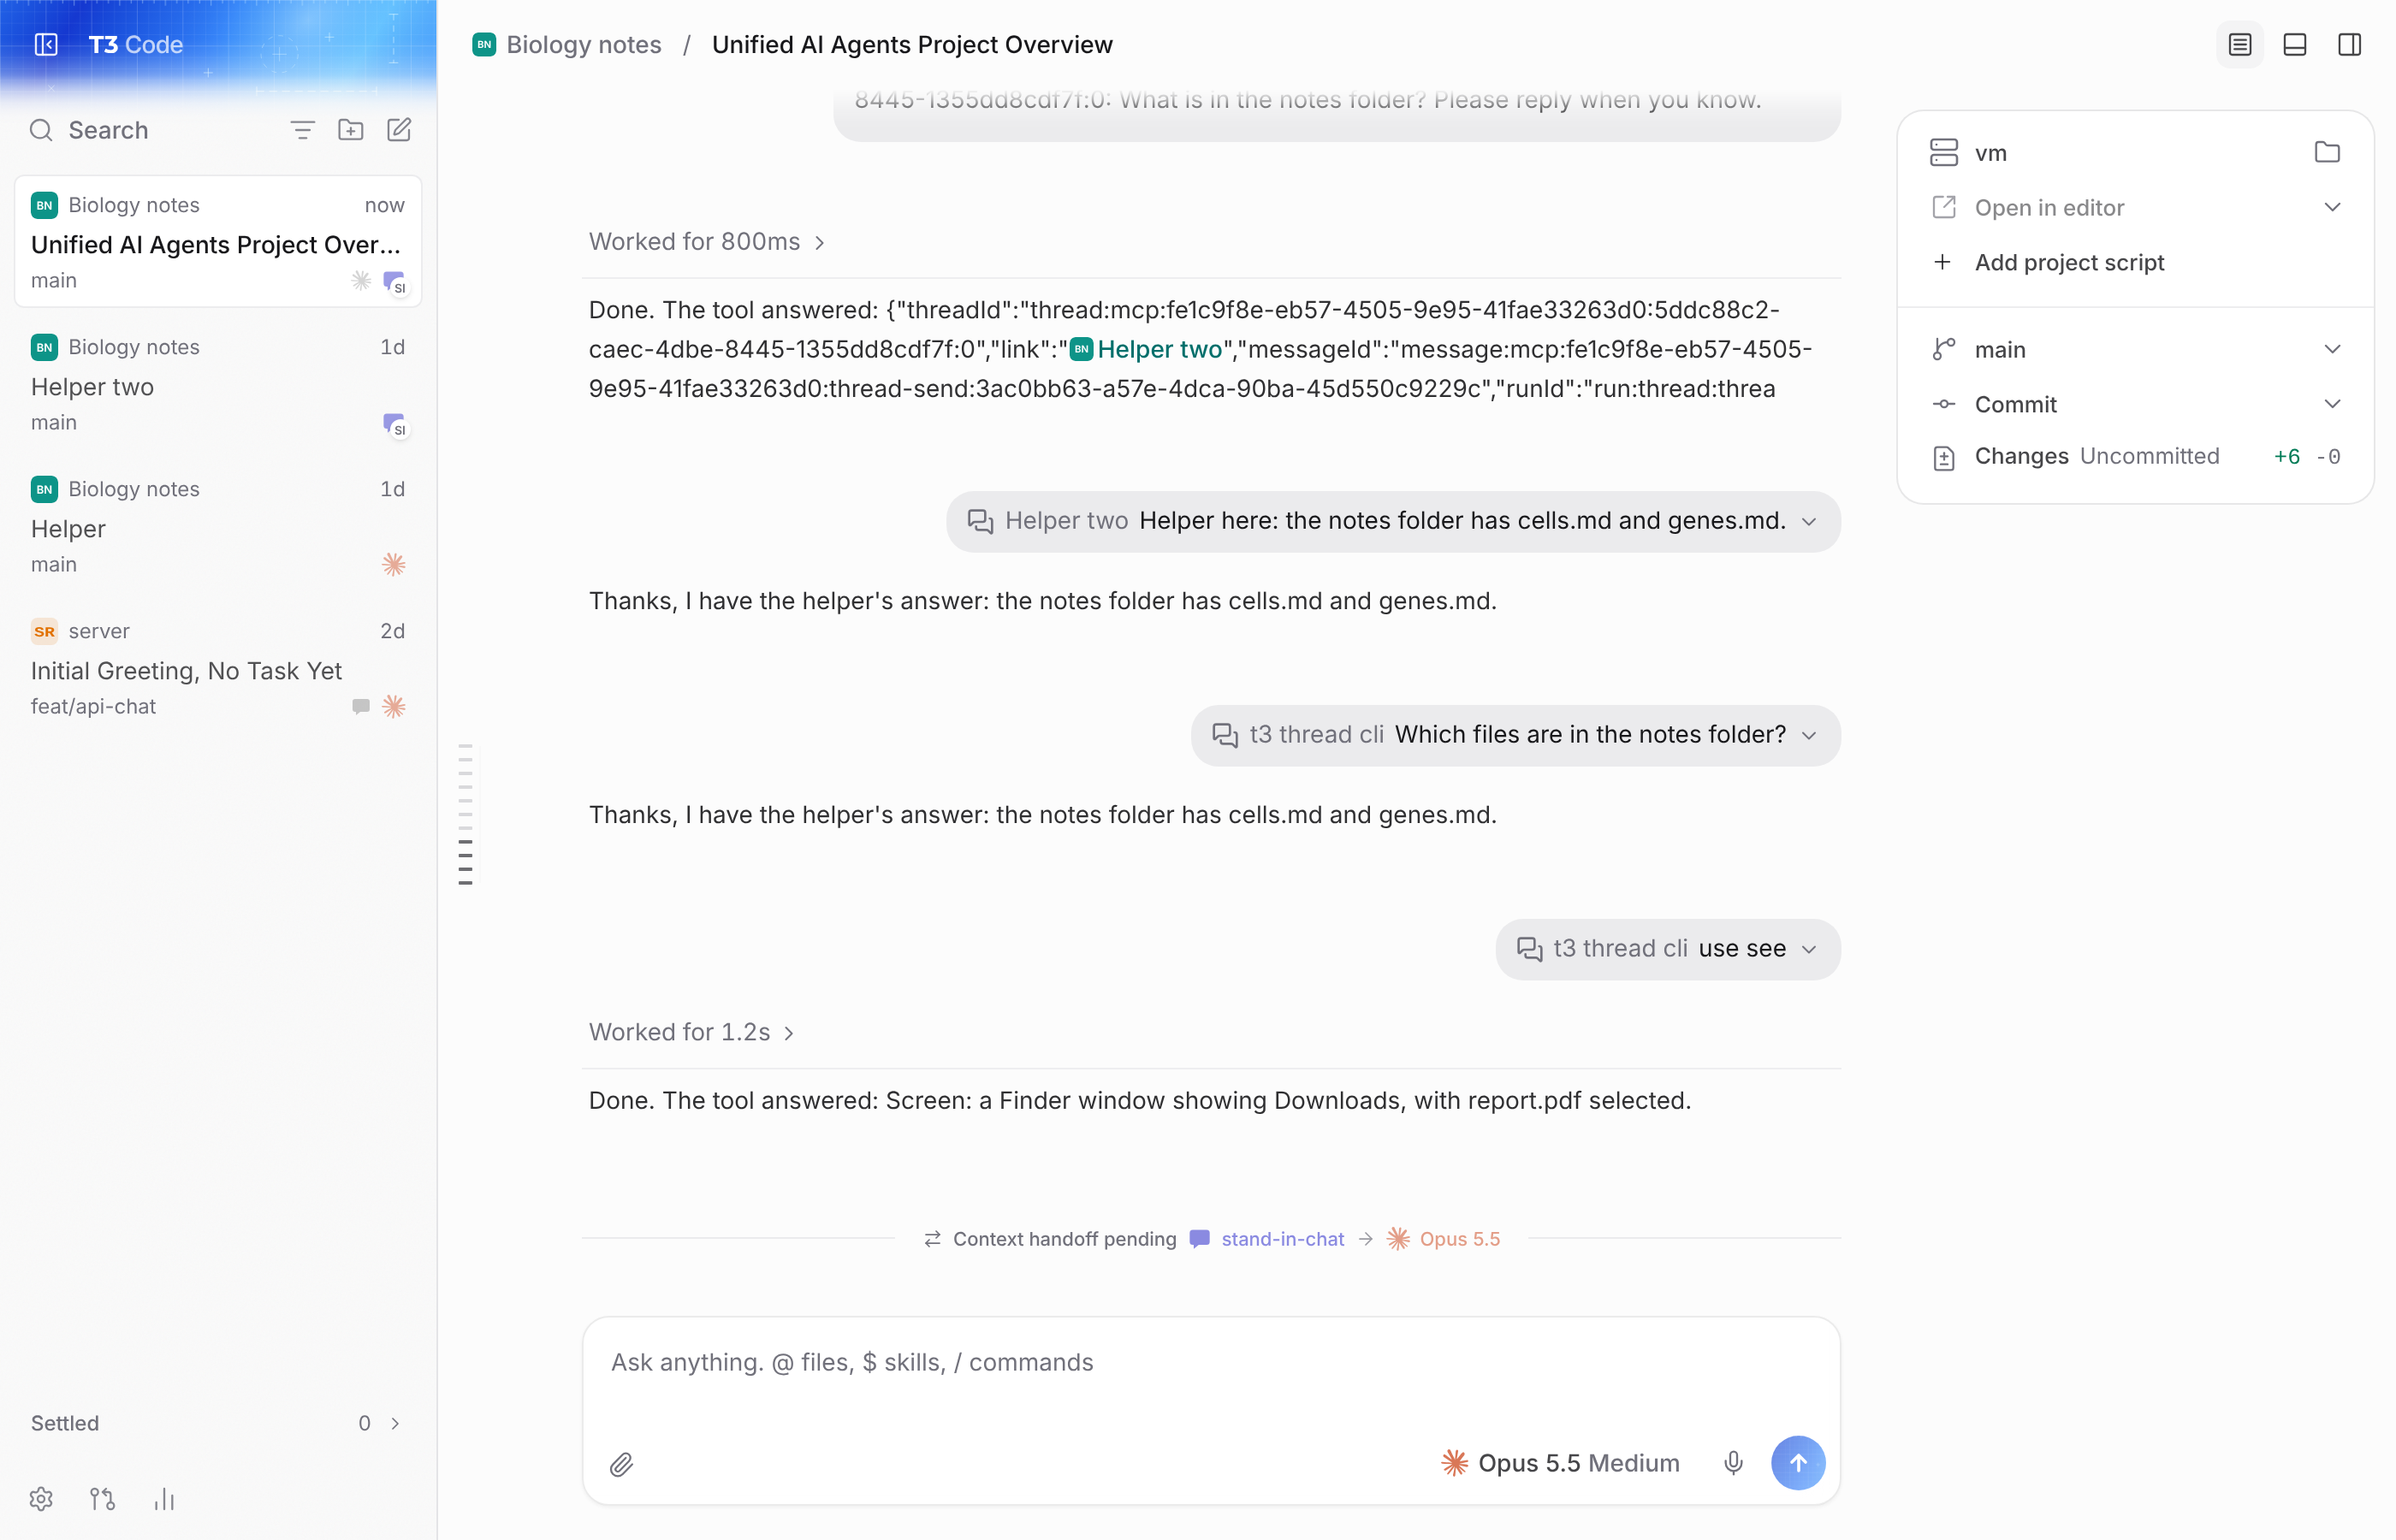 T3 Code
Search
BN Biology notes now
Unified AI Agents Project Over...
main
SI
BN Biology notes 1d
Helper two
main
SI
BN Biology notes 1d
Helper
main
SR server 2d
Initial Greeting, No Task Yet
feat/api-chat
Settled 0
BN Biology notes / Unified AI Agents Project Overview
8445-1355dd8cdf7f:0: What is in the notes folder? Please reply when you know.
Worked for 800ms
Done. The tool answered: {"threadId":"thread:mcp:fe1c9f8e-eb57-4505-9e95-41fae33263d0:5ddc88c2-
caec-4dbe-8445-1355dd8cdf7f:0","link":"BN Helper two","messageId":"message:mcp:fe1c9f8e-eb57-4505-
9e95-41fae33263d0:thread-send:3ac0bb63-a57e-4dca-90ba-45d550c9229c","runId":"run:thread:threa
Helper two Helper here: the notes folder has cells.md and genes.md.
Thanks, I have the helper's answer: the notes folder has cells.md and genes.md.
t3 thread cli Which files are in the notes folder?
Thanks, I have the helper's answer: the notes folder has cells.md and genes.md.
t3 thread cli use see
Worked for 1.2s
Done. The tool answered: Screen: a Finder window showing Downloads, with report.pdf selected.
Context handoff pending stand-in-chat → Opus 5.5
Ask anything. @ files, $ skills, / commands
Opus 5.5 Medium
vm
Open in editor
Add project script
main
Commit
Changes Uncommitted +6 -0